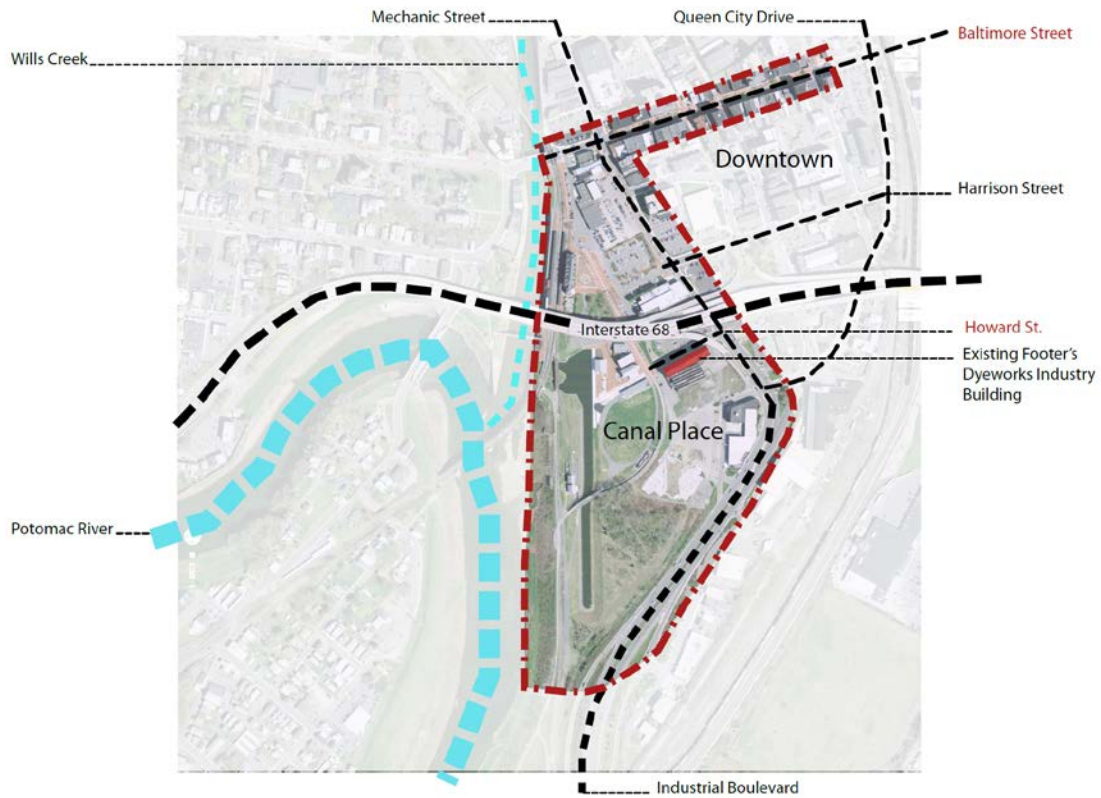 Mechanic Street
Queen City Drive
Baltimore Street
Wills Creek
Downtown
Harrison Street
Interstate 68
Howard St.
Existing Footer's
Dyeworks Industry
Building
Canal Place
Potomac River
Industrial Boulevard